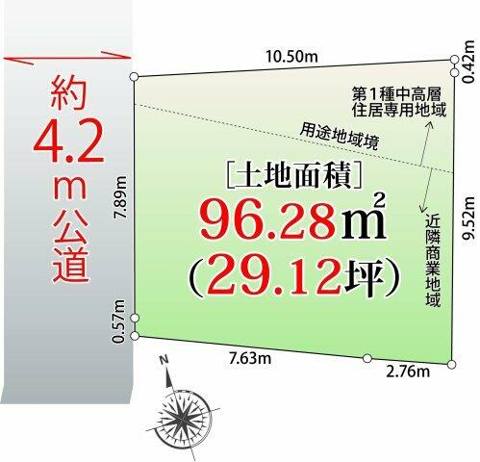 10.50m
0.42m
約
4.2
m
公
道
第1種中高層
住居専用地域
用途地域境
[土地面積]
96.28㎡
(29.12坪)
7.89m
9.52m
近隣商業地域
0.57m
7.63m
2.76m
N